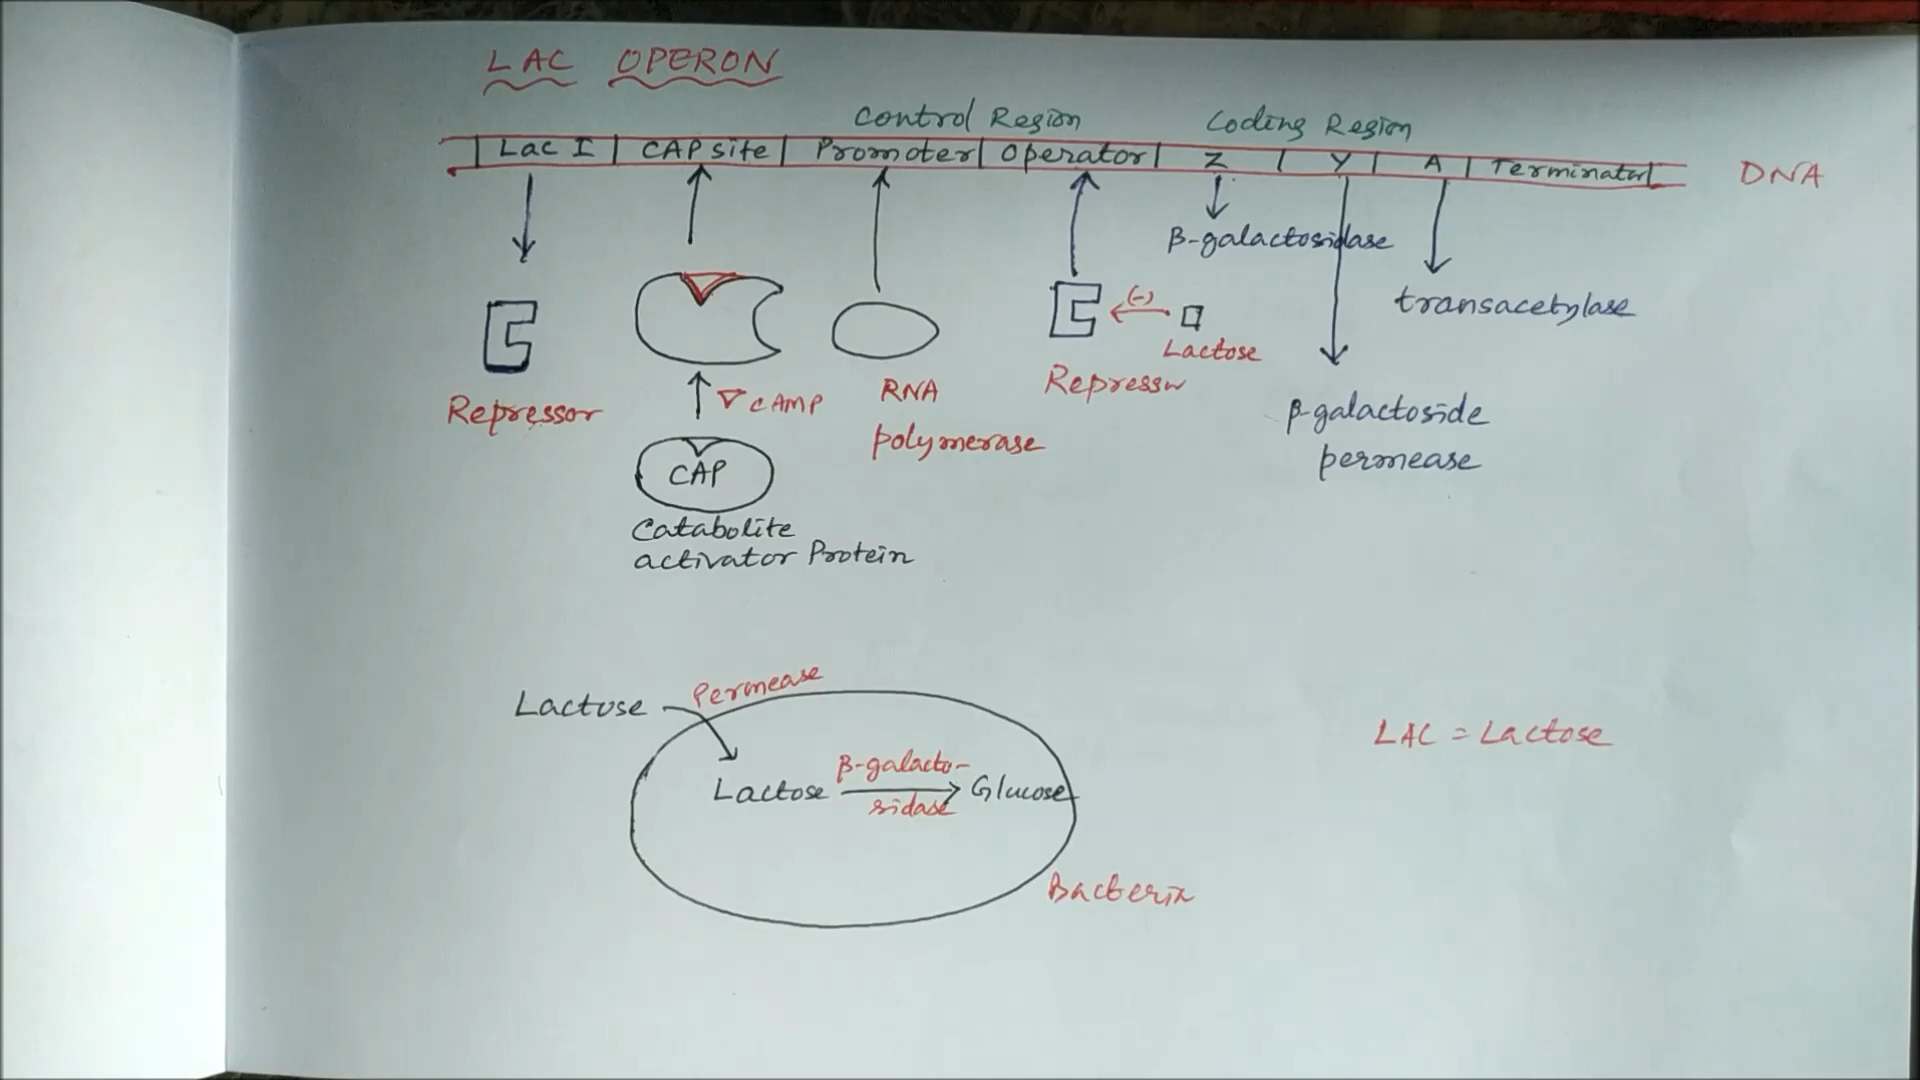 LAC OPERON
Control Region Coding Region
Lac I CAP site Promoter Operator Z Y A Terminator DNA
β-galactosidase
transacetylase
(-)
Lactose
Repressor
cAMP
RNA
polymerase
Repressor
β-galactoside
permease
CAP
Catabolite
activator Protein
Permease
Lactose
LAC = Lactose
Lactose β-galacto-
sidase Glucose
Bacteria